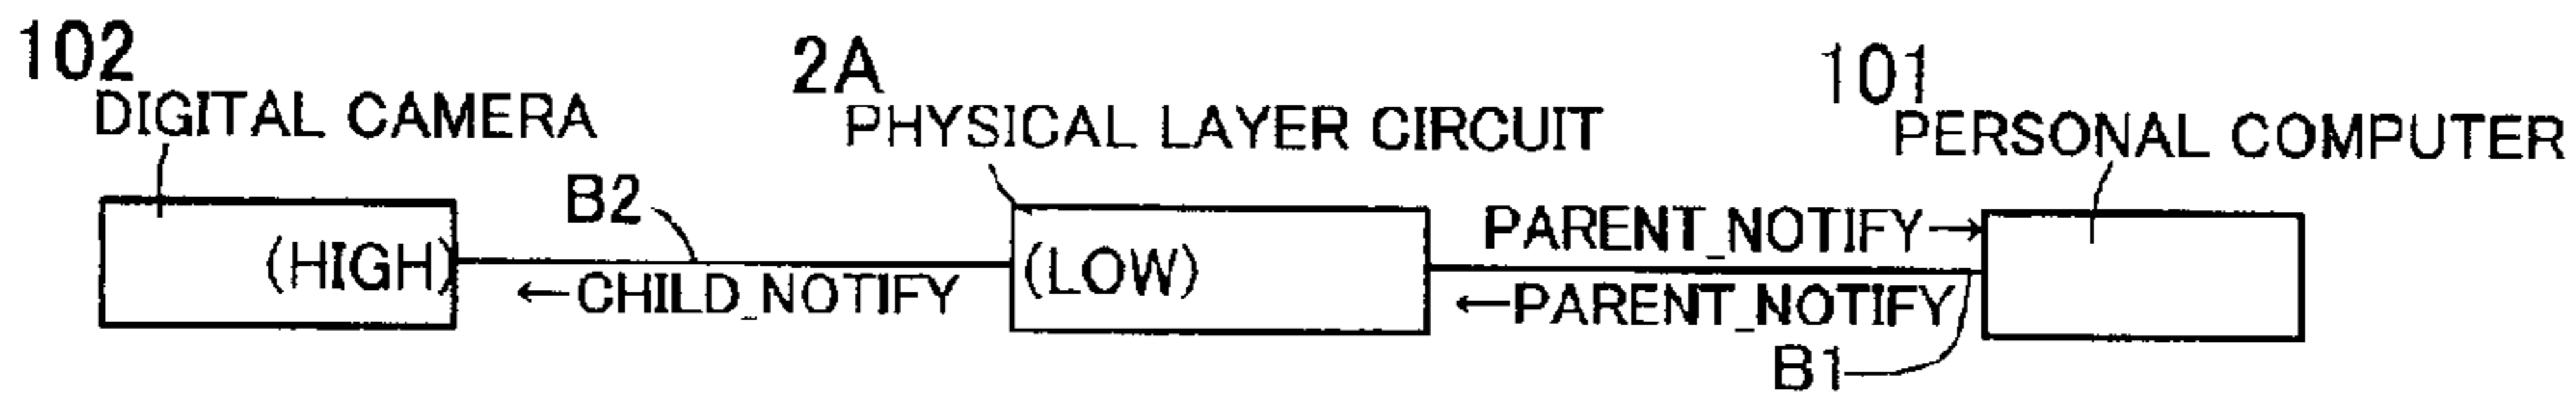 102
DIGITAL CAMERA
2A
PHYSICAL LAYER CIRCUIT
101
PERSONAL COMPUTER
B2
(HIGH)
←CHILD_NOTIFY
(LOW)
PARENT_NOTIFY→
←PARENT_NOTIFY
B1